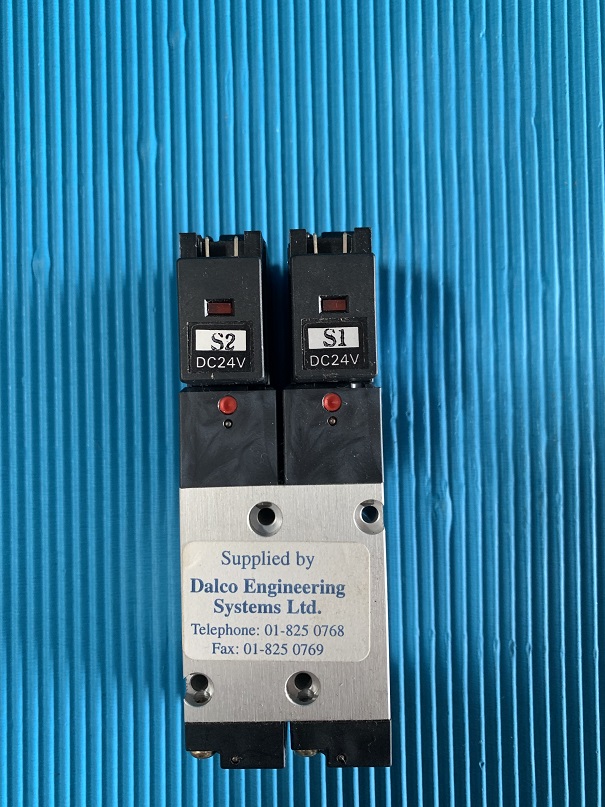 S2
DC24V
S1
DC24V
Supplied by
Dalco Engineering
Systems Ltd.
Telephone: 01-825 0768
Fax: 01-825 0769